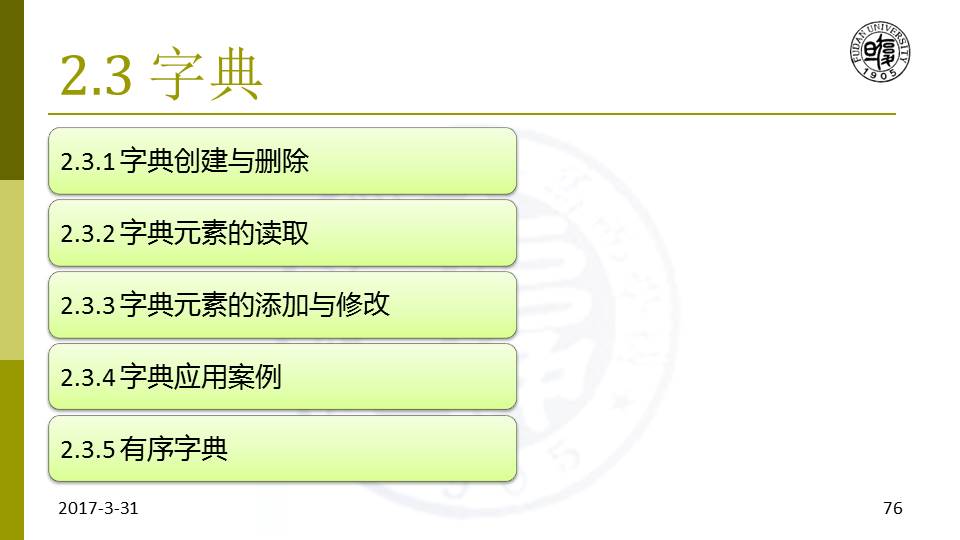 2.3 字典
FUDAN UNIVERSITY
1905
2.3.1字典创建与删除
2.3.2字典元素的读取
2.3.3字典元素的添加与修改
2.3.4字典应用案例
2.3.5有序字典
2017-3-31
76